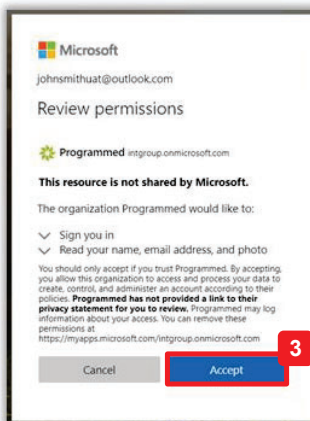 Microsoft
johnsmithuat@outlook.com
Review permissions
Programmed intgroup.onmicrosoft.com
This resource is not shared by Microsoft.
The organization Programmed would like to:
Sign you in
Read your name, email address, and photo
You should only accept if you trust Programmed. By accepting,
you allow this organization to access and process your data to
create, control, and administer an account according to their
policies. Programmed has not provided a link to their
privacy statement for you to review. Programmed may log
information about your access. You can remove these
permissions at
https://myapps.microsoft.com/intgroup.onmicrosoft.com
3
Cancel Accept